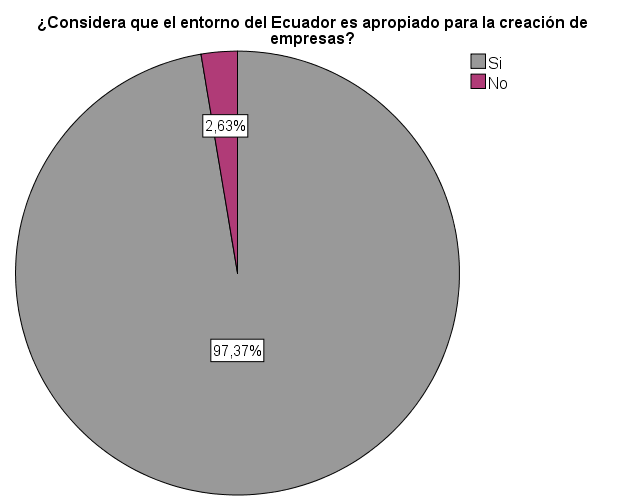 ¿Considera que el entorno del Ecuador es apropiado para la creación de
empresas?
Si
No
2,63%
97,37%